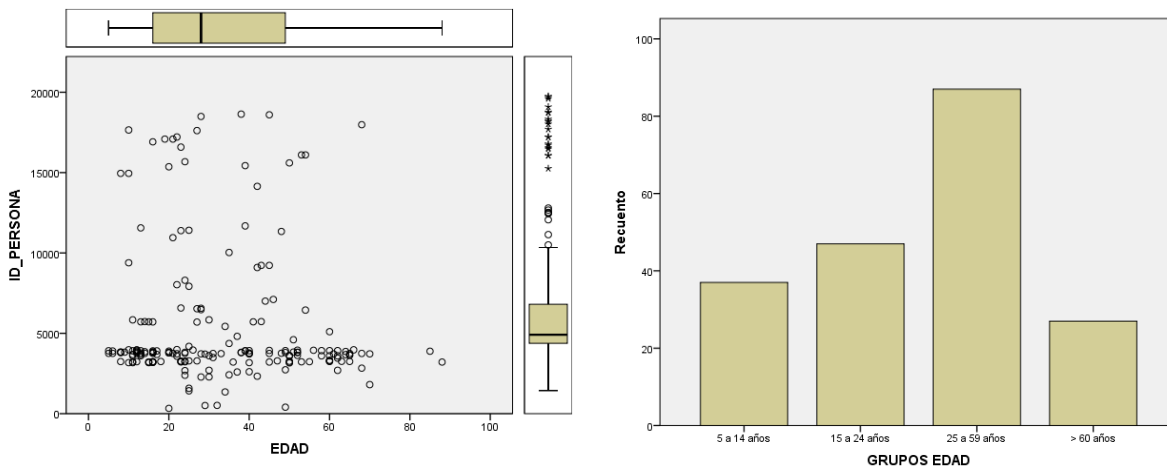 20000
15000
10000
5000
0
ID_PERSONA
0 20 40 60 80 100
EDAD
100
80
60
40
20
0
Recuento
5 a 14 años 15 a 24 años 25 a 59 años > 60 años
GRUPOS EDAD